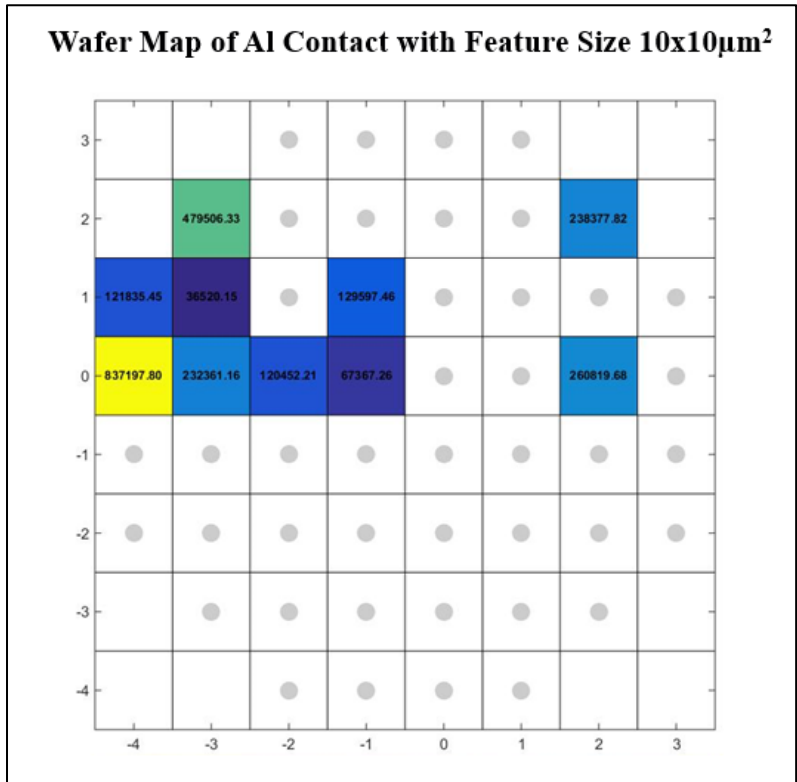 Wafer Map of Al Contact with Feature Size 10x10µm²
3
2 479506.33 238377.82
1 121835.45 36520.15 129597.46
0 837197.80 232361.16 120452.21 67367.26 260819.68
-1
-2
-3
-4
-4 -3 -2 -1 0 1 2 3